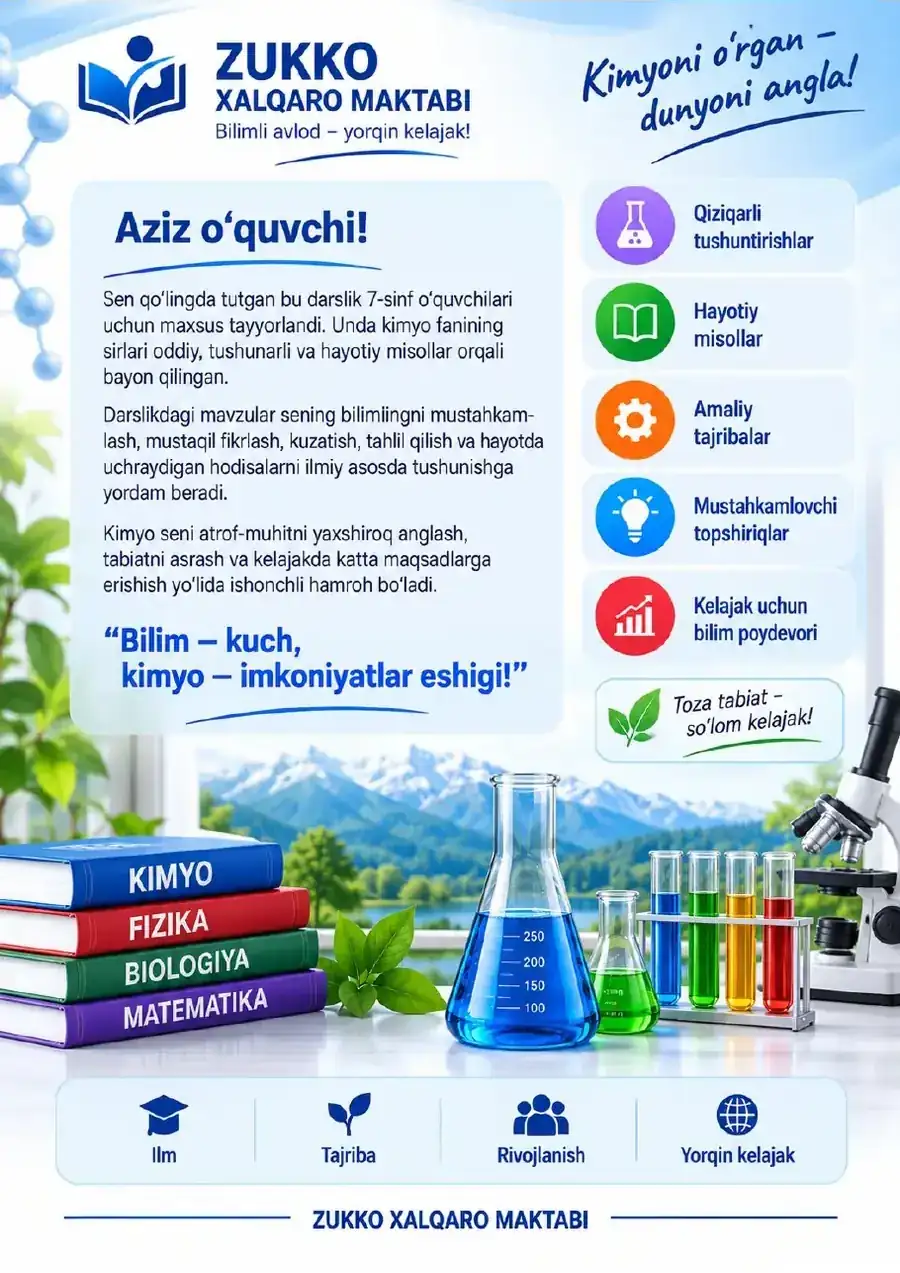 ZUKKO
XALQARO MAKTABI
Bilimli avlod – yorqin kelajak!
Kimyoni o‘rgan –
dunyoni angla!
Aziz o‘quvchi!
Sen qo‘lingda tutgan bu darslik 7-sinf o‘quvchilari
uchun maxsus tayyorlandi. Unda kimyo fanining
sirlari oddiy, tushunarli va hayotiy misollar orqali
bayon qilingan.
Darslikdagi mavzular sening bilimlingni mustahkam-
lash, mustaqil fikrlash, kuzatish, tahlil qilish va hayotda
uchraydigan hodisalarni ilmiy asosda tushunishga
yordam beradi.
Kimyo seni atrof-muhitni yaxshiroq anglash,
tabiatni asrash va kelajakda katta maqsadlarga
erishish yo‘lida ishonchli hamroh bo‘ladi.
“Bilim – kuch,
kimyo – imkoniyatlar eshigi!”
Qiziqarli
tushuntirishlar
Hayotiy
misollar
Amaliy
tajribalar
Mustahkamlovchi
topshiriqlar
Kelajak uchun
bilim poydevori
Toza tabiat –
so‘lom kelajak!
KIMYO
FIZIKA
BIOLOGIYA
MATEMATIKA
250
200
150
100
Ilm
Tajriba
Rivojlanish
Yorqin kelajak
ZUKKO XALQARO MAKTABI